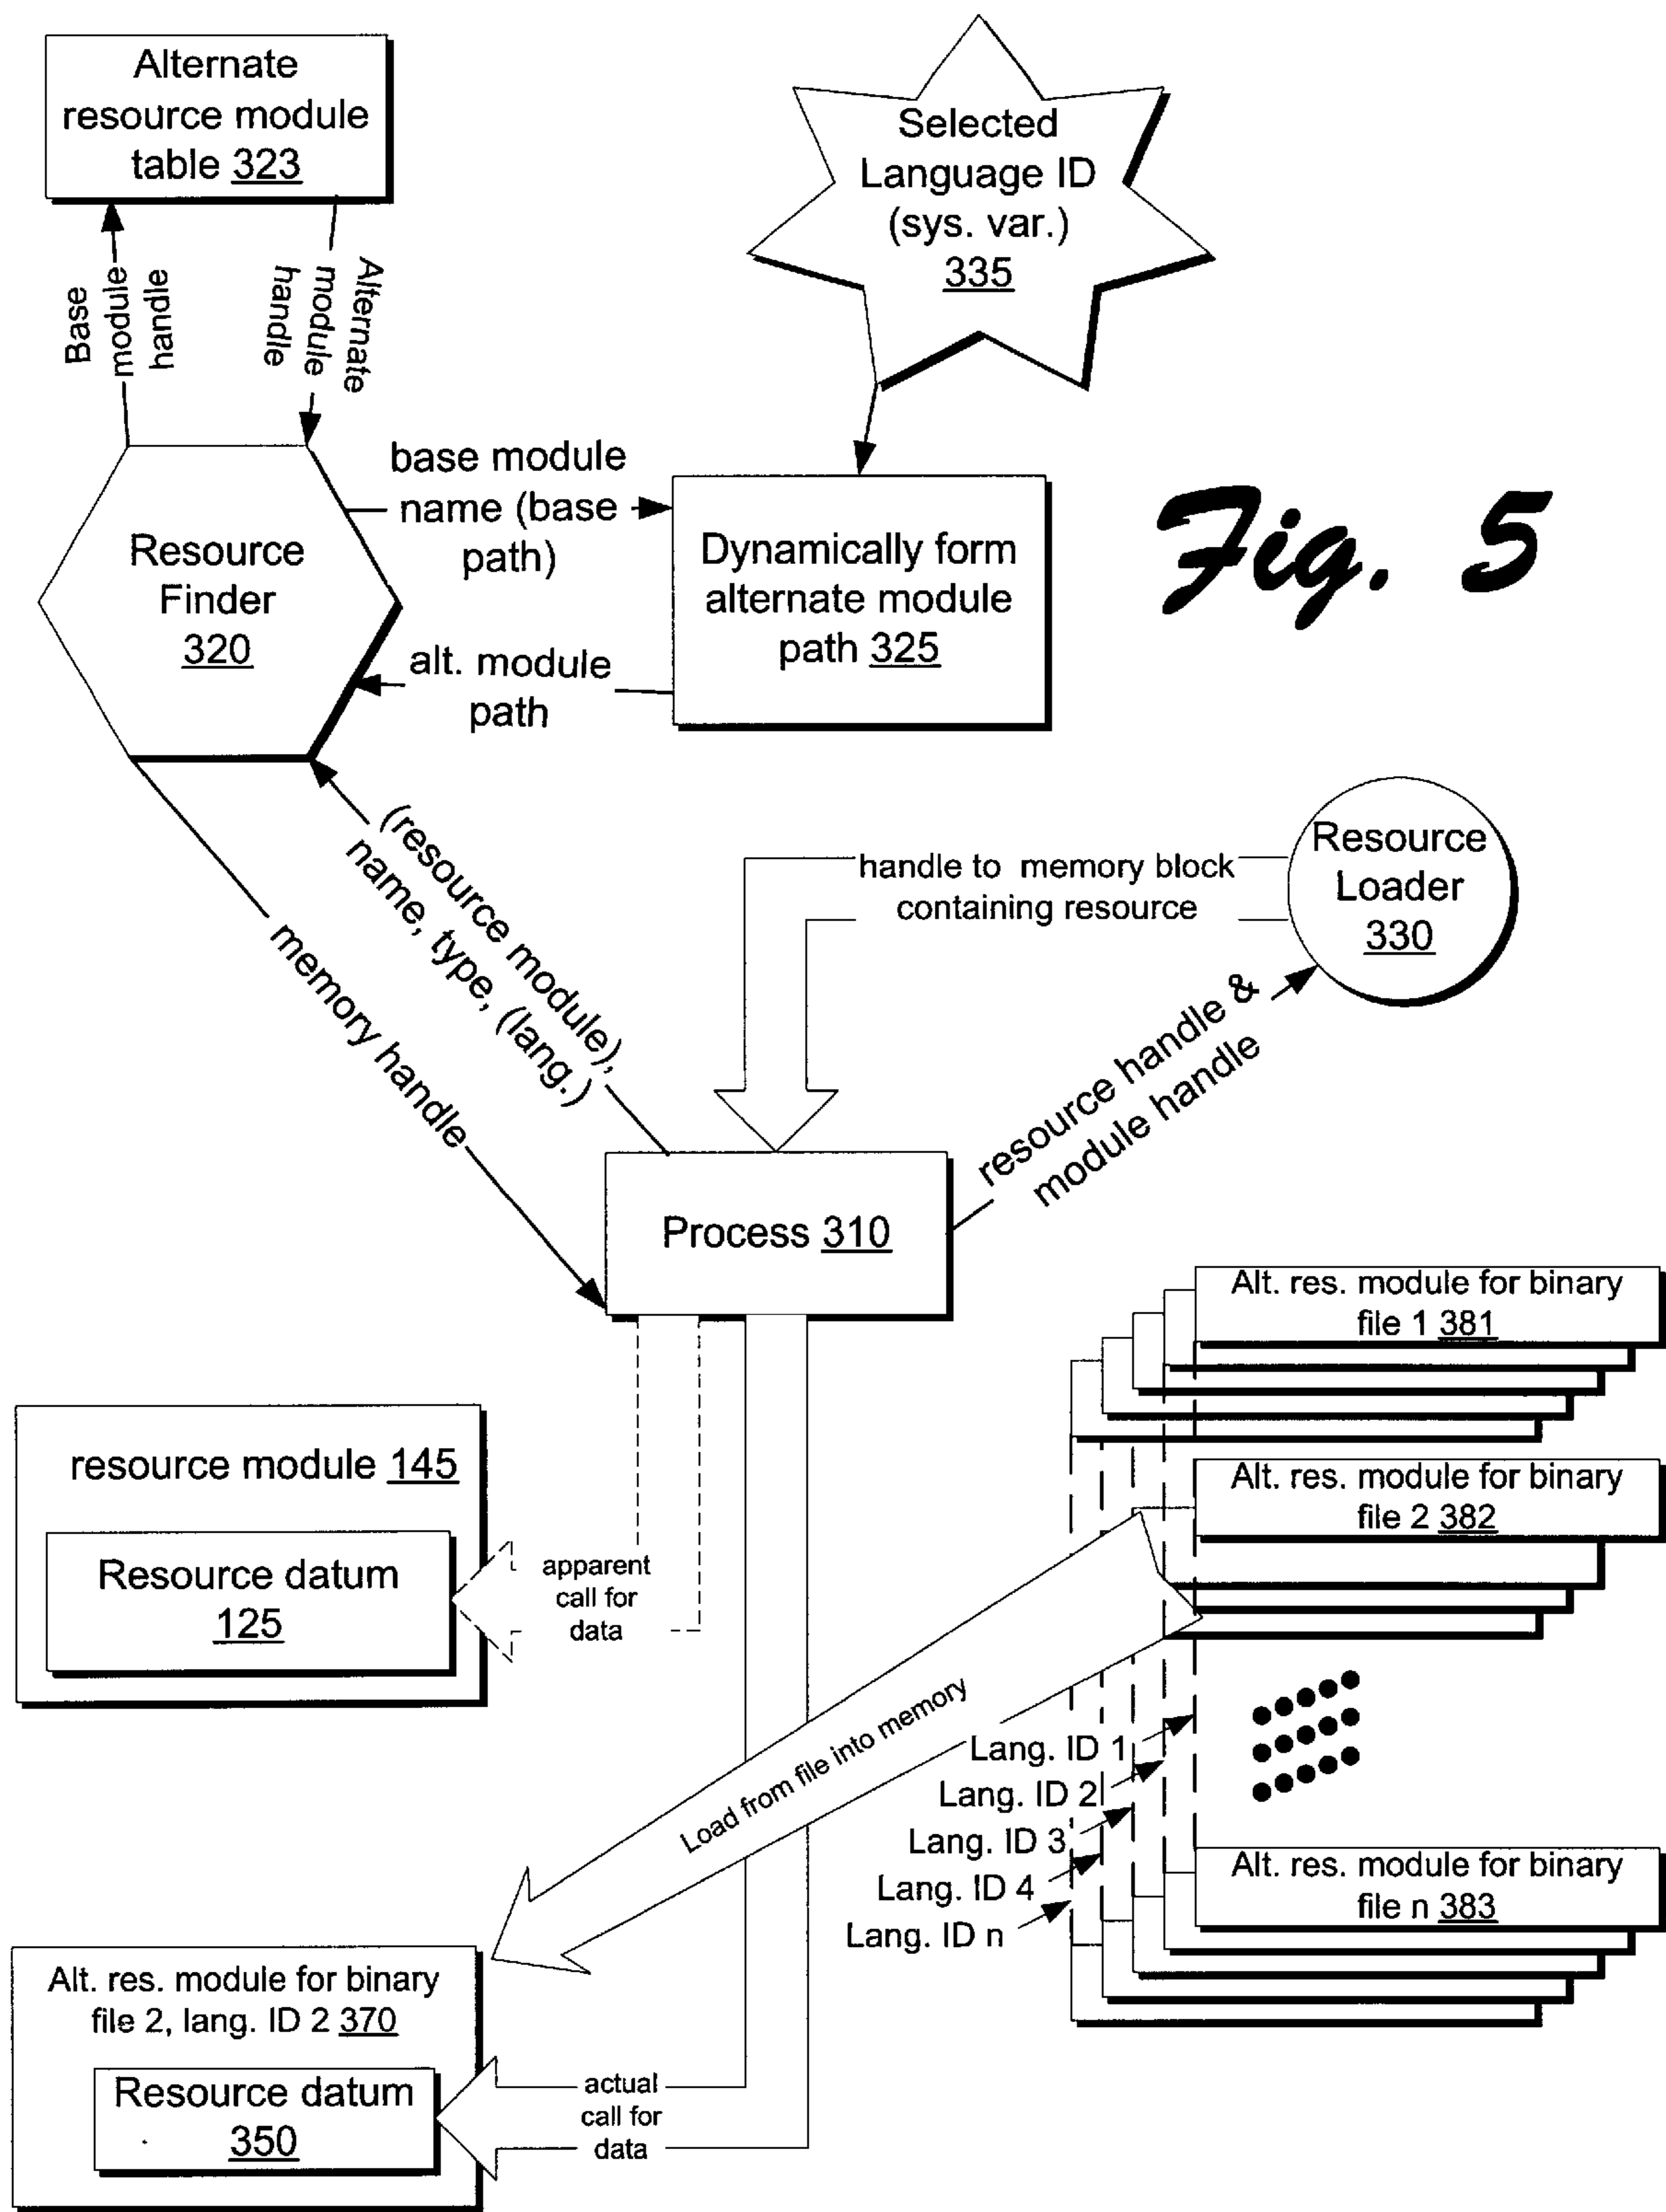 Alternate
resource module
table 323
Selected
Language ID
(sys. var.)
335
Base
module
handle
Alternate
module
handle
base module
name (base
path)
Resource
Finder
320
Dynamically form
alternate module
path 325
Fig. 5
alt. module
path
(resource module),
name, type, (lang.)
memory handle
handle to memory block
containing resource
Resource
Loader
330
resource handle &
module handle
Process 310
Alt. res. module for binary
file 1 381
resource module 145
Resource datum
125
apparent
call for
data
Alt. res. module for binary
file 2 382
Load from file into memory
Lang. ID 1
Lang. ID 2
Lang. ID 3
Lang. ID 4
Lang. ID n
Alt. res. module for binary
file n 383
Alt. res. module for binary
file 2, lang. ID 2 370
Resource datum
350
actual
call for
data